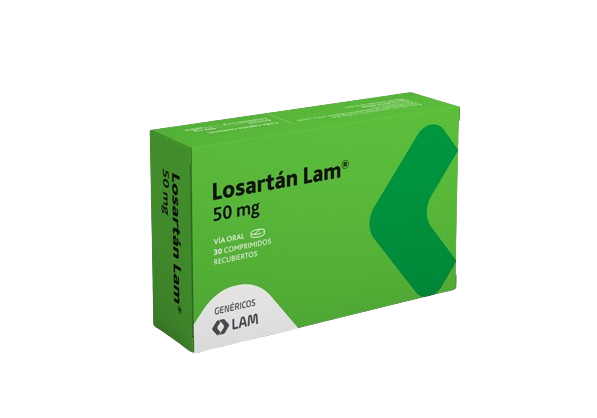 Losartán Lam®
50 mg
VÍA ORAL
30 COMPRIMIDOS
RECUBIERTOS
GENÉRICOS
LAM
Losartán Lam®
50 mg